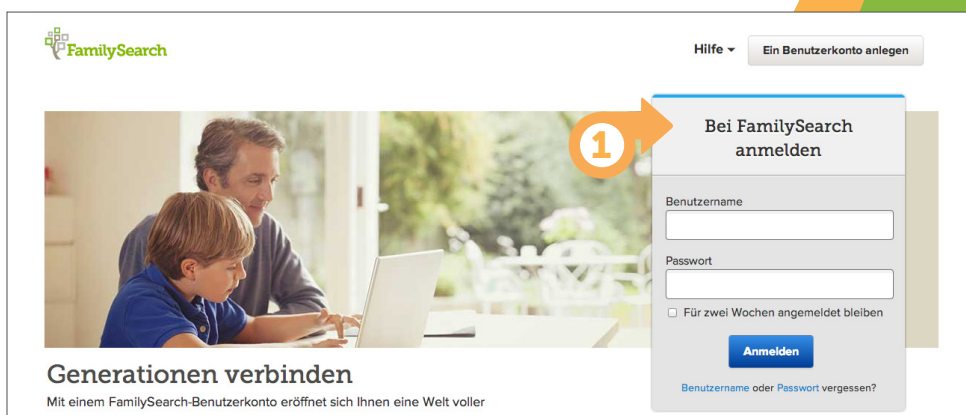 FamilySearch
Hilfe
Ein Benutzerkonto anlegen
1
Bei FamilySearch
anmelden
Benutzername
Passwort
Für zwei Wochen angemeldet bleiben
Anmelden
Benutzername oder Passwort vergessen?
Generationen verbinden
Mit einem FamilySearch-Benutzerkonto eröffnet sich Ihnen eine Welt voller